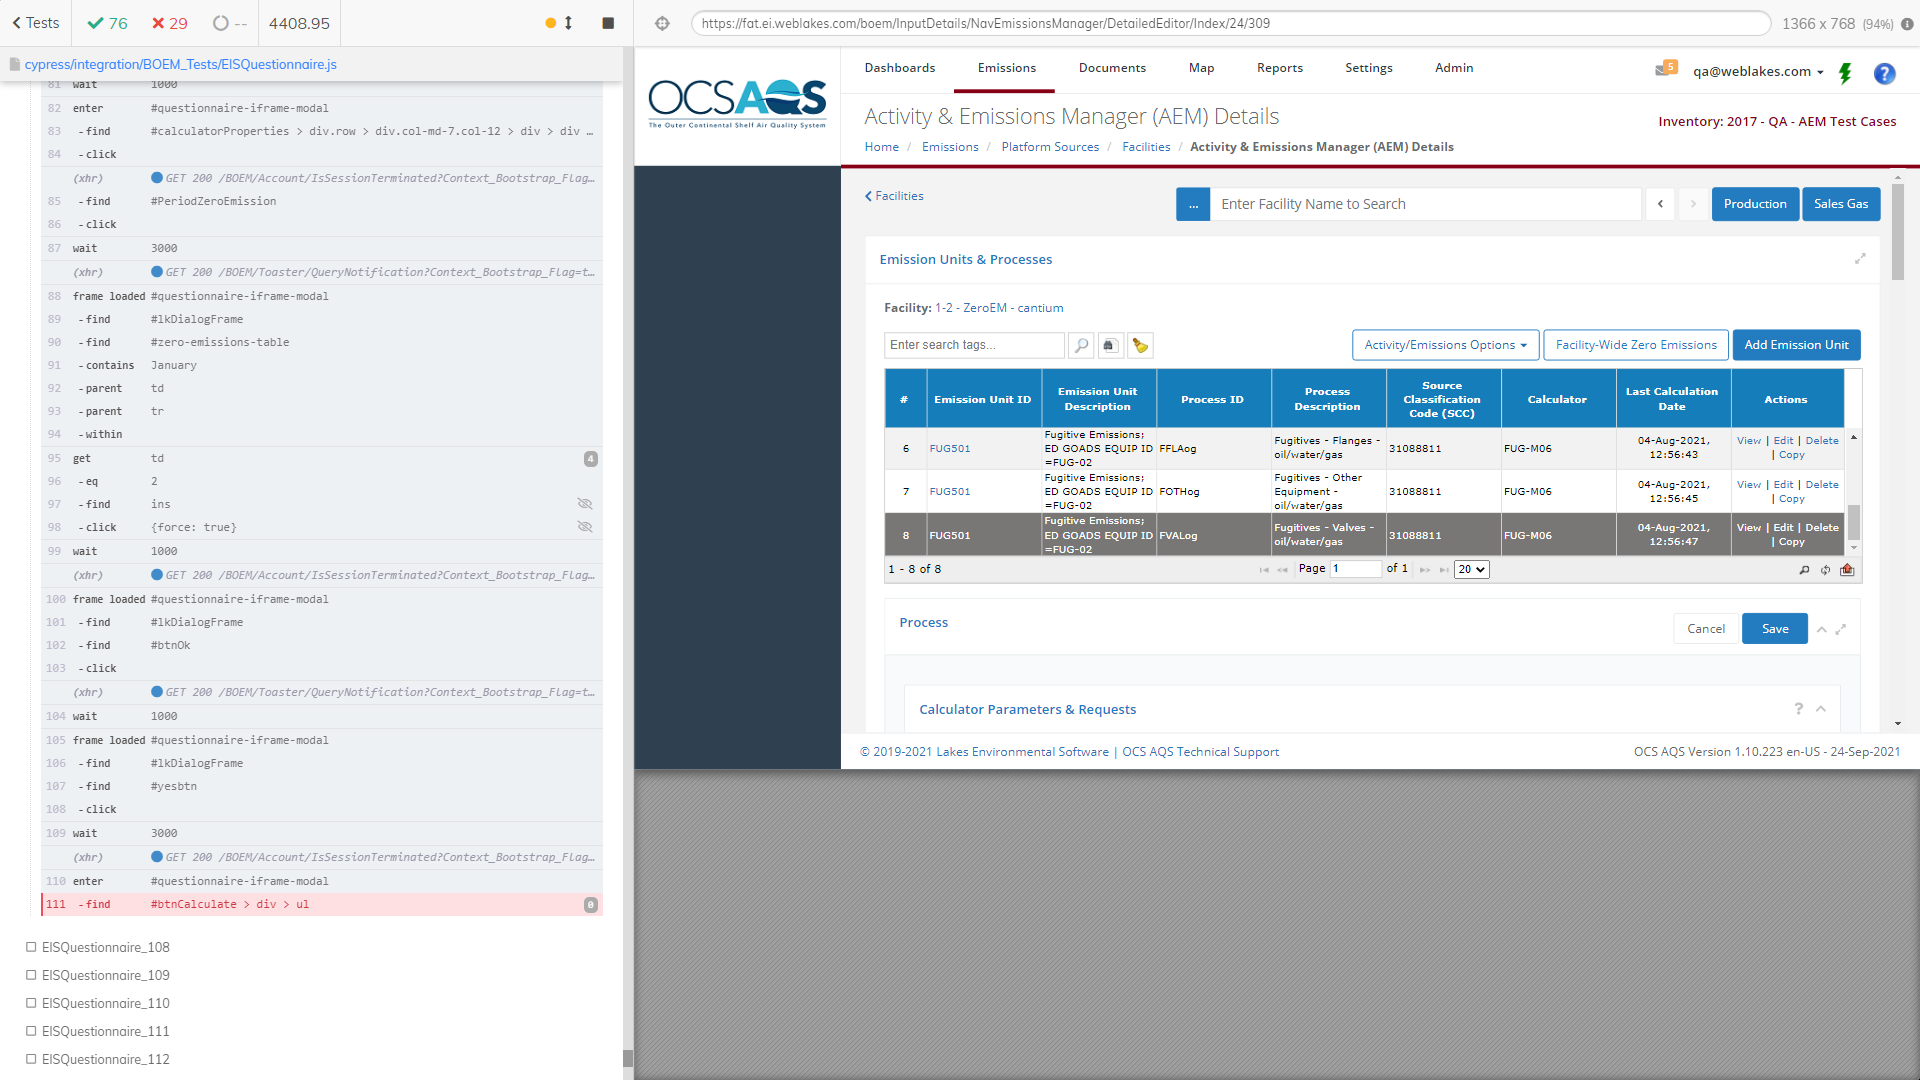 Tests
76
29
--
4408.95
cypress/integration/BOEM_Tests/EISQuestionnaire.js
81 wait 1000
82 enter #questionnaire-iframe-modal
83 -find #calculatorProperties > div.row > div.col-md-7.col-12 > div > div …
84 -click
(xhr) GET 200 /BOEM/Account/IsSessionTerminated?Context_Bootstrap_Flag…
85 -find #PeriodZeroEmission
86 -click
87 wait 3000
(xhr) GET 200 /BOEM/Toaster/QueryNotification?Context_Bootstrap_Flag=t…
88 frame loaded #questionnaire-iframe-modal
89 -find #lkDialogFrame
90 -find #zero-emissions-table
91 -contains January
92 -parent td
93 -parent tr
94 -within
95 get td 4
96 -eq 2
97 -find ins
98 -click {force: true}
99 wait 1000
(xhr) GET 200 /BOEM/Account/IsSessionTerminated?Context_Bootstrap_Flag…
100 frame loaded #questionnaire-iframe-modal
101 -find #lkDialogFrame
102 -find #btnOk
103 -click
(xhr) GET 200 /BOEM/Toaster/QueryNotification?Context_Bootstrap_Flag=t…
104 wait 1000
105 frame loaded #questionnaire-iframe-modal
106 -find #lkDialogFrame
107 -find #yesbtn
108 -click
109 wait 3000
(xhr) GET 200 /BOEM/Account/IsSessionTerminated?Context_Bootstrap_Flag…
110 enter #questionnaire-iframe-modal
111 -find #btnCalculate > div > ul 0
EISQuestionnaire_108
EISQuestionnaire_109
EISQuestionnaire_110
EISQuestionnaire_111
EISQuestionnaire_112
https://fat.ei.weblakes.com/boem/InputDetails/NavEmissionsManager/DetailedEditor/Index/24/309
1366 x 768 (94%)
OCSAQS
The Outer Continental Shelf Air Quality System
Dashboards Emissions Documents Map Reports Settings Admin
5
qa@weblakes.com
?
Activity & Emissions Manager (AEM) Details
Inventory: 2017 - QA - AEM Test Cases
Home / Emissions / Platform Sources / Facilities / Activity & Emissions Manager (AEM) Details
Facilities
... Enter Facility Name to Search
Production
Sales Gas
Emission Units & Processes
Facility: 1-2 - ZeroEM - cantium
Enter search tags...
Activity/Emissions Options
Facility-Wide Zero Emissions
Add Emission Unit
# Emission Unit ID Emission Unit Description Process ID Process Description Source Classification Code (SCC) Calculator Last Calculation Date Actions
6 FUG501 Fugitive Emissions; ED GOADS EQUIP ID =FUG-02 FFLAog Fugitives - Flanges - oil/water/gas 31088811 FUG-M06 04-Aug-2021, 12:56:43 View | Edit | Delete | Copy
7 FUG501 Fugitive Emissions; ED GOADS EQUIP ID =FUG-02 FOTHog Fugitives - Other Equipment - oil/water/gas 31088811 FUG-M06 04-Aug-2021, 12:56:45 View | Edit | Delete | Copy
8 FUG501 Fugitive Emissions; ED GOADS EQUIP ID =FUG-02 FVALog Fugitives - Valves - oil/water/gas 31088811 FUG-M06 04-Aug-2021, 12:56:47 View | Edit | Delete | Copy
1 - 8 of 8 Page 1 of 1 20
Process
Cancel
Save
Calculator Parameters & Requests
?
© 2019-2021 Lakes Environmental Software | OCS AQS Technical Support
OCS AQS Version 1.10.223 en-US - 24-Sep-2021